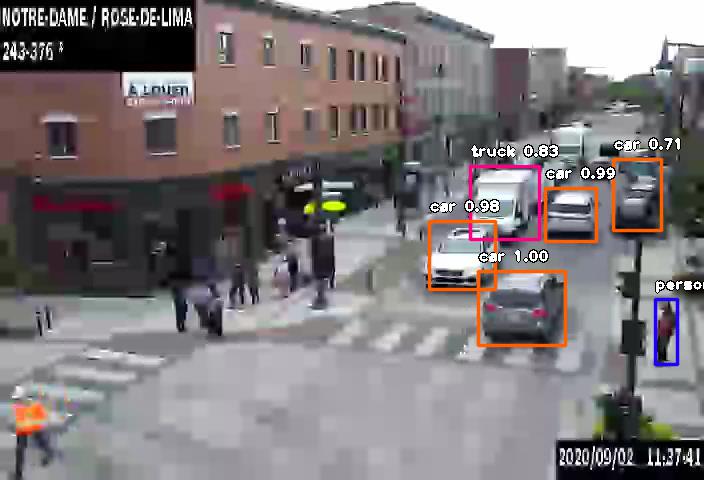 NOTRE-DAME / ROSE-DE-LIMA
243-376
À LOUER
truck 0.83
car 0.71
car 0.99
car 0.98
car 1.00
perso
2020/09/02 11:37:41